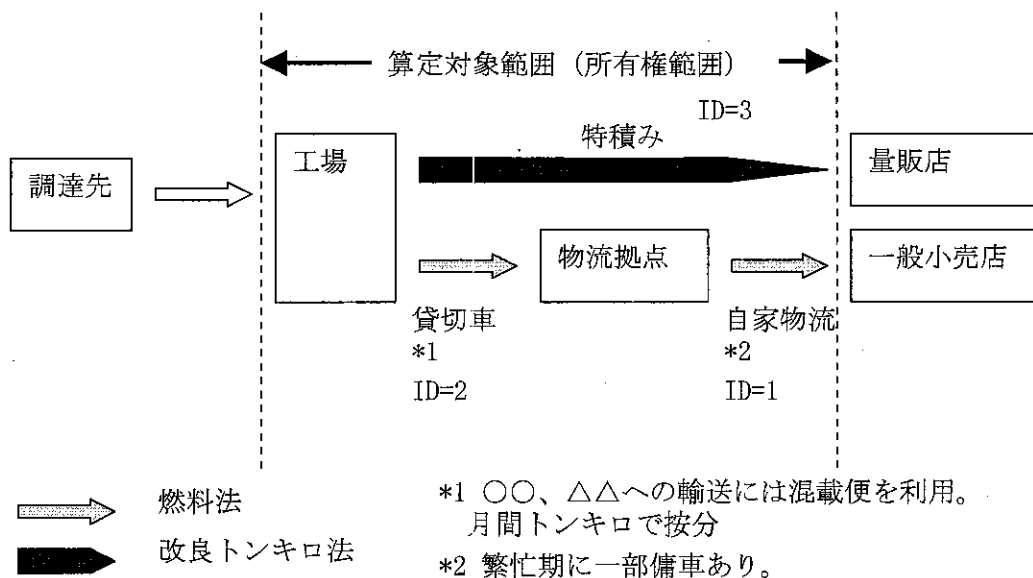 算定対象範囲（所有権範囲）
ID=3
特積み
調達先
工場
量販店
物流拠点
一般小売店
貸切車
*1
ID=2
自家物流
*2
ID=1
燃料法
改良トンキロ法
*1 ○○、△△への輸送には混載便を利用。
月間トンキロで按分
*2 繁忙期に一部傭車あり。